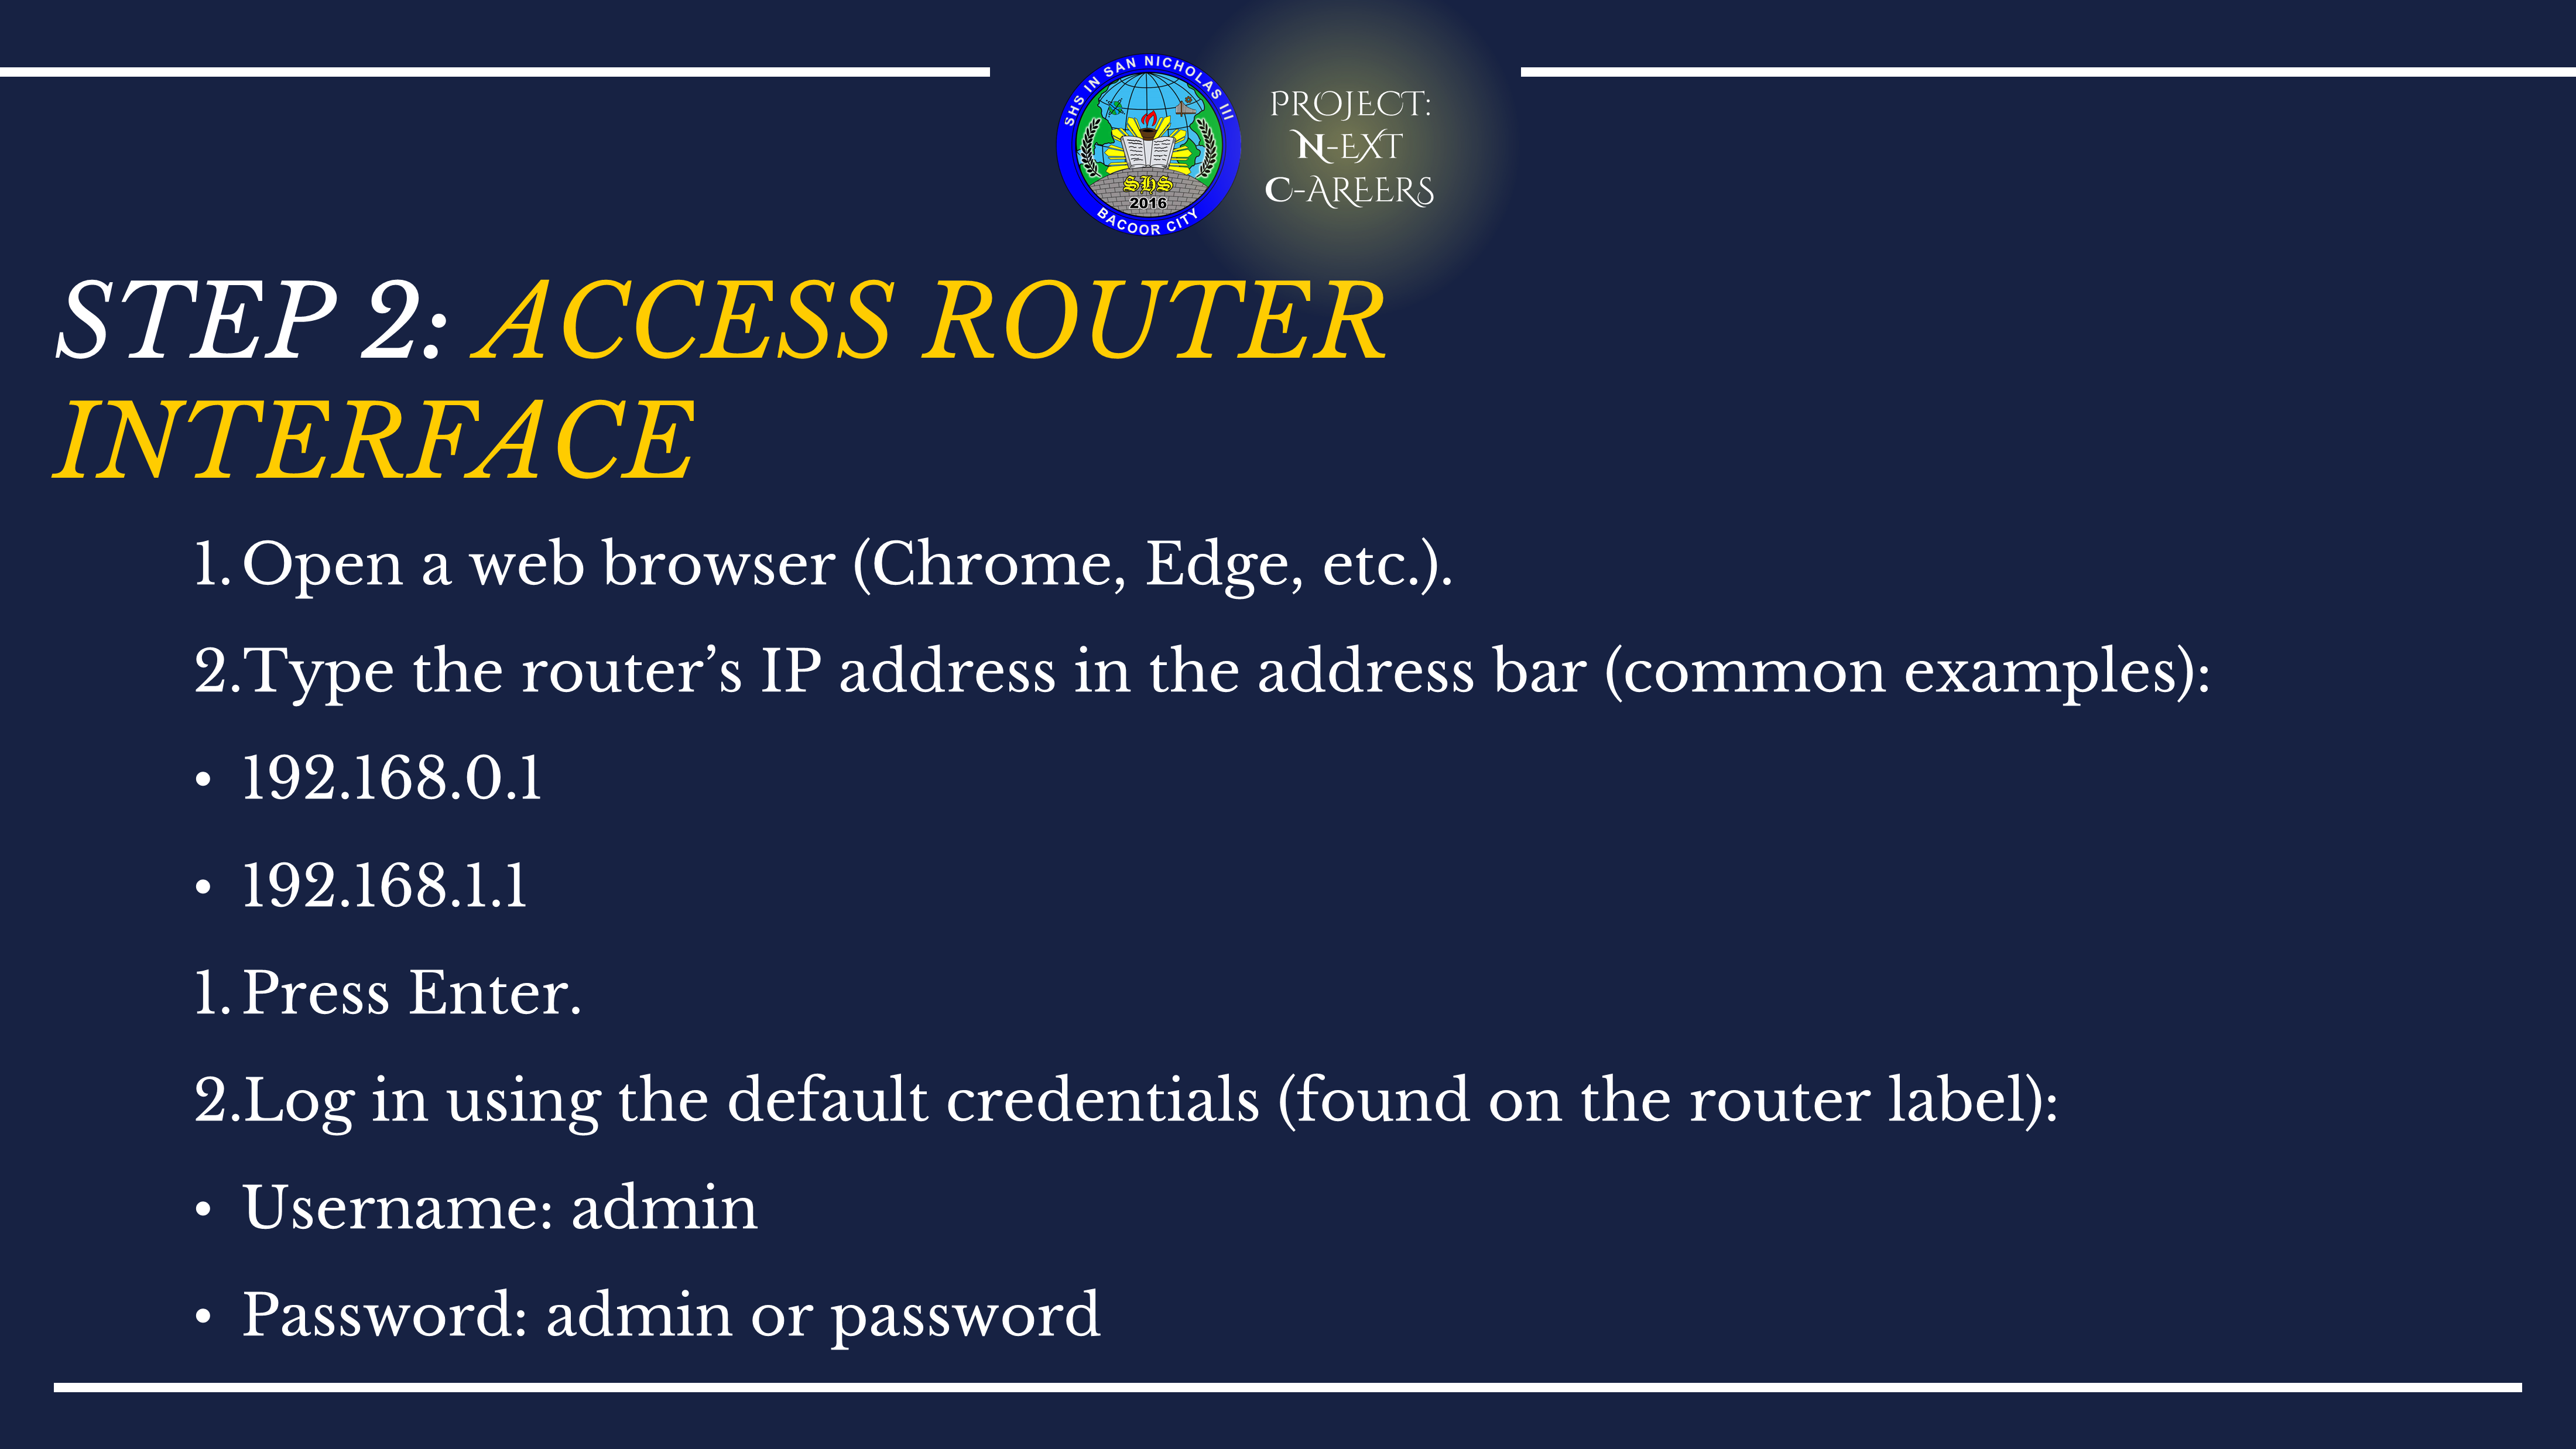 SHS IN SAN NICHOLAS III
SHS
2016
BACOOR CITY
PROJECT:
N-EXT
C-AREERS
STEP 2: ACCESS ROUTER
INTERFACE
1. Open a web browser (Chrome, Edge, etc.).
2. Type the router’s IP address in the address bar (common examples):
• 192.168.0.1
• 192.168.1.1
1. Press Enter.
2. Log in using the default credentials (found on the router label):
• Username: admin
• Password: admin or password